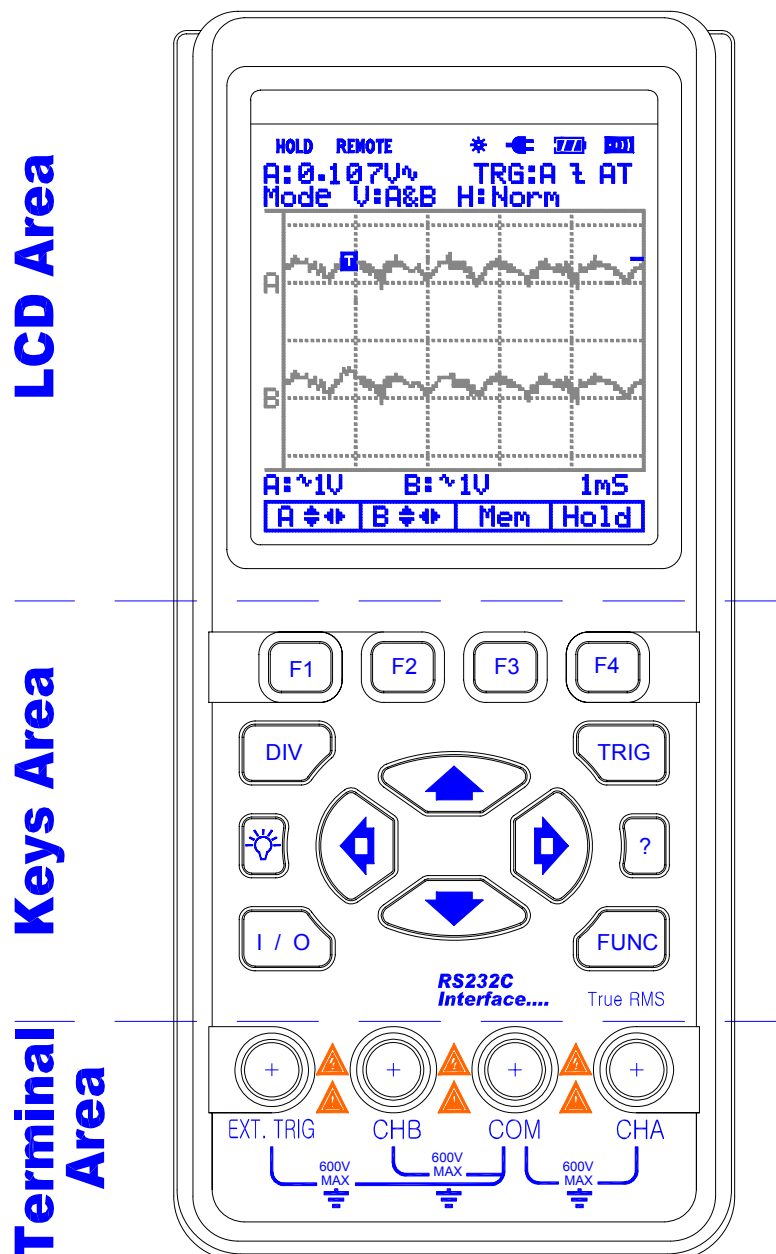 LCD Area
HOLD REMOTE
A:0.107V~ TRG:A AT
Mode V:A&B H:Norm
T
A
B
A:~1V B:~1V 1mS
A B Mem Hold
Keys Area
F1 F2 F3 F4
DIV TRIG
?
I / O FUNC
RS232C
Interface.... True RMS
Terminal
Area
EXT. TRIG CHB COM CHA
600V
MAX
600V
MAX
600V
MAX